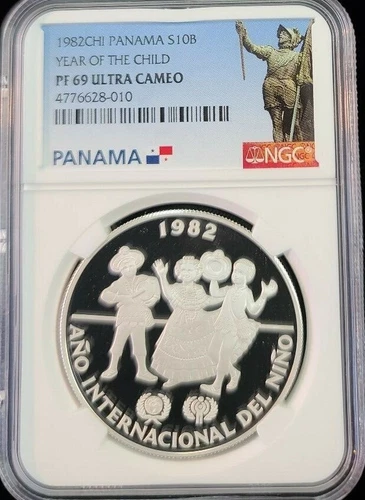 1982CHI PANAMA S10B
YEAR OF THE CHILD
PF 69 ULTRA CAMEO
4776628-010
PANAMA
NGC
1982
AÑO INTERNACIONAL DEL NIÑO